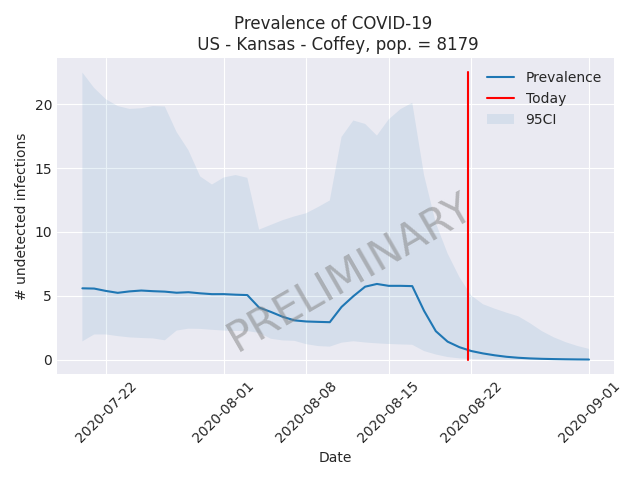 Prevalence of COVID-19
US - Kansas - Coffey, pop. = 8179
# undetected infections
20
15
10
5
0
Prevalence
Today
95CI
PRELIMINARY
2020-07-22
2020-08-01
2020-08-08
2020-08-15
2020-08-22
2020-09-01
Date